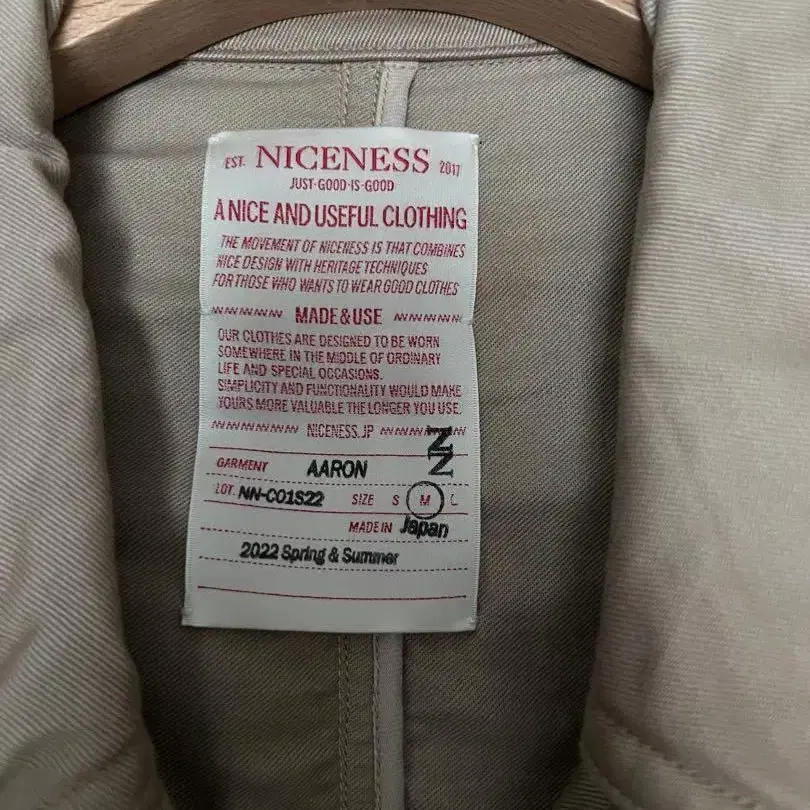 EST. NICENESS 2017
JUST-GOOD-IS-GOOD
A NICE AND USEFUL CLOTHING
THE MOVEMENT OF NICENESS IS THAT COMBINES
NICE DESIGN WITH HERITAGE TECHNIQUES
FOR THOSE WHO WANTS TO WEAR GOOD CLOTHES
MADE&USE
OUR CLOTHES ARE DESIGNED TO BE WORN
SOMEWHERE IN THE MIDDLE OF ORDINARY
LIFE AND SPECIAL OCCASIONS.
SIMPLICITY AND FUNCTIONALITY WOULD MAKE
YOURS MORE VALUABLE THE LONGER YOU USE.
NICENESS.JP
NN
GARMENT AARON
LOT. NN-C01S22 SIZE S M L
MADE IN Japan
2022 Spring & Summer